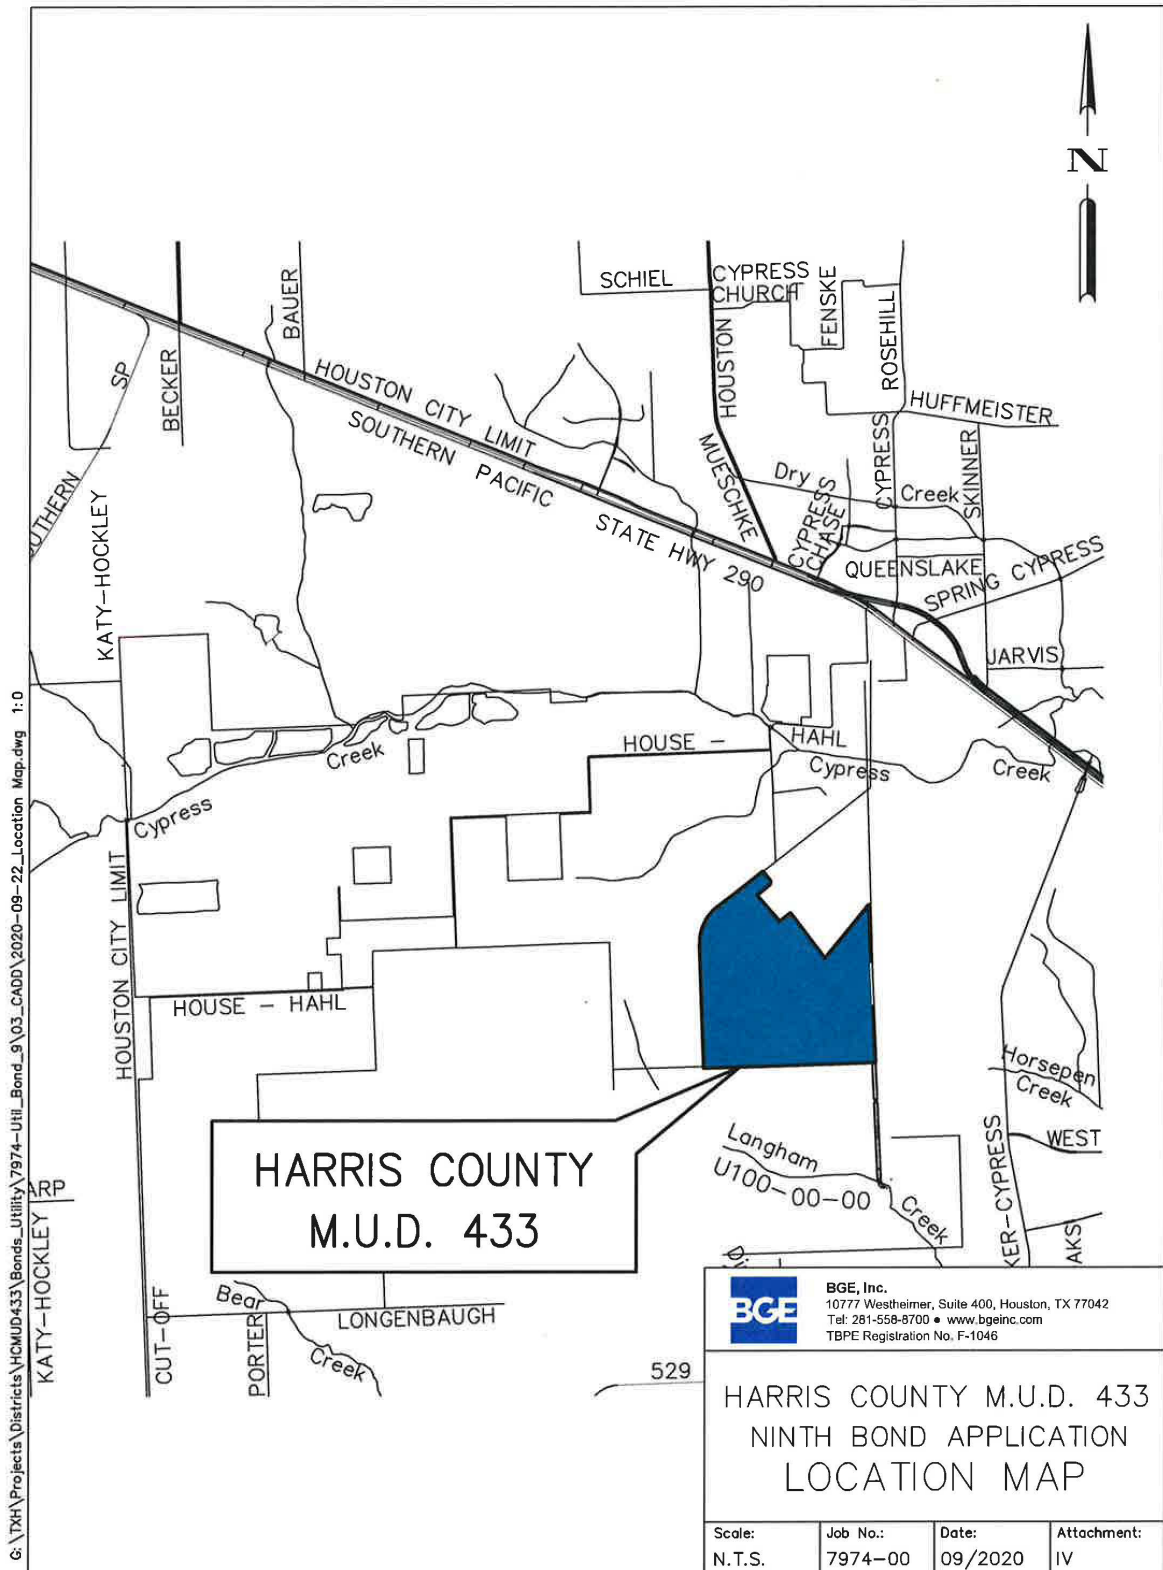 G:\TXH\Projects\Districts\HCMUD433\Bonds_Utility\7974-Util_Bond_9\03_CADD\2020-09-22_Location Map.dwg 1:0
N
SCHIEL
CYPRESS
CHURCH
FENSKE
ROSEHILL
HOUSTON
BAUER
BECKER
SP
HOUSTON CITY LIMIT
SOUTHERN PACIFIC
STATE HWY 290
HUFFMEISTER
MUESCHKE
Dry
Creek
CYPRESS
SKINNER
CYPRESS
CHASE
QUEENSLAKE
SPRING CYPRESS
JARVIS
UTHERN
KATY-HOCKLEY
HOUSE -
HAHL
Cypress
Creek
Creek
Cypress
HOUSTON CITY LIMIT
HOUSE - HAHL
Horsepen
Creek
WEST
HARRIS COUNTY
M.U.D. 433
Langham
U100-00-00
Creek
KER-CYPRESS
AKS
ARP
KATY-HOCKLEY
CUT-OFF
Bear
Creek
PORTER
LONGENBAUGH
529
BGE
BGE, Inc.
10777 Westheimer, Suite 400, Houston, TX 77042
Tel: 281-558-8700 ● www.bgeinc.com
TBPE Registration No. F-1046
HARRIS COUNTY M.U.D. 433
NINTH BOND APPLICATION
LOCATION MAP
Scale:
N.T.S.
Job No.:
7974-00
Date:
09/2020
Attachment:
IV